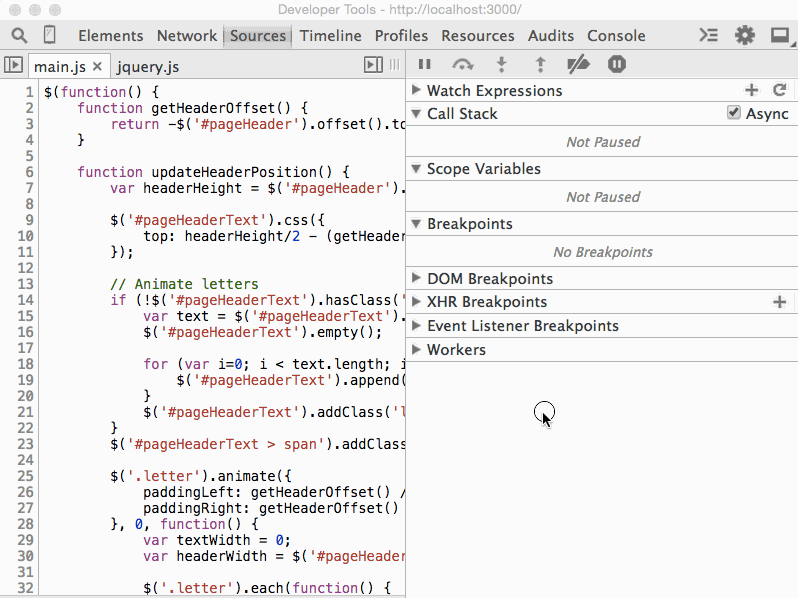 Developer Tools - http://localhost:3000/
Elements Network Sources Timeline Profiles Resources Audits Console
main.js × jquery.js
1 $(function() {
2 function getHeaderOffset() {
3 return -$('#pageHeader').offset().to
4 }
5
6 function updateHeaderPosition() {
7 var headerHeight = $('#pageHeader').
8
9 $('#pageHeaderText').css({
10 top: headerHeight/2 - (getHeader
11 });
12
13 // Animate letters
14 if (!$('#pageHeaderText').hasClass('
15 var text = $('#pageHeaderText').
16 $('#pageHeaderText').empty();
17
18 for (var i=0; i < text.length; i
19 $('#pageHeaderText').append(
20 }
21 $('#pageHeaderText').addClass('l
22 }
23 $('#pageHeaderText > span').addClass
24
25 $('.letter').animate({
26 paddingLeft: getHeaderOffset() /
27 paddingRight: getHeaderOffset()
28 }, 0, function() {
29 var textWidth = 0;
30 var headerWidth = $('#pageHeader
31
32 $('.letter').each(function() {
Watch Expressions
Call Stack Async
Not Paused
Scope Variables
Not Paused
Breakpoints
No Breakpoints
DOM Breakpoints
XHR Breakpoints
Event Listener Breakpoints
Workers